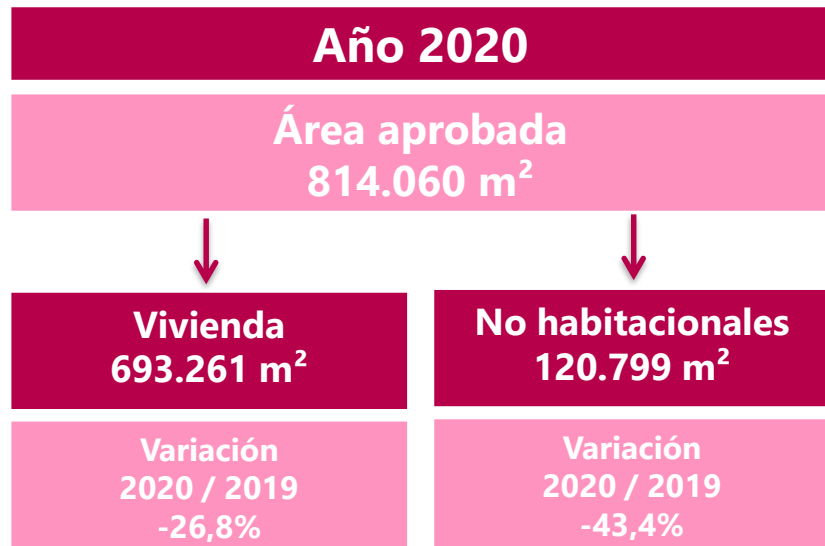 Año 2020
Área aprobada
814.060 m²
Vivienda
693.261 m²
No habitacionales
120.799 m²
Variación
2020 / 2019
-26,8%
Variación
2020 / 2019
-43,4%